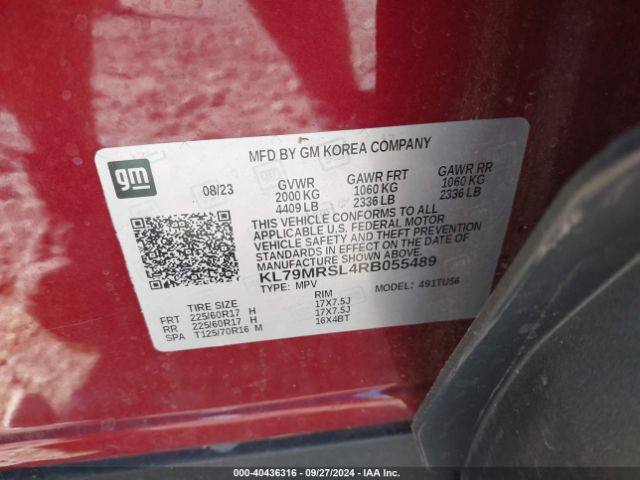 MFD BY GM KOREA COMPANY
gm
08/23
GVWR GAWR FRT GAWR RR
2000 KG 1060 KG 1060 KG
4409 LB 2336 LB 2336 LB
THIS VEHICLE CONFORMS TO ALL
APPLICABLE U.S. FEDERAL MOTOR
VEHICLE SAFETY AND THEFT PREVENTION
STANDARDS IN EFFECT ON THE DATE OF
MANUFACTURE SHOWN ABOVE.
KL79MRSL4RB055489
TYPE: MPV MODEL: 491TU56
TIRE SIZE RIM
FRT 225/60R17 H 17X7.5J
RR 225/60R17 H 17X7.5J
SPA T125/70R16 M 16X4BT
000-40436316 - 09/27/2024 - IAA Inc.